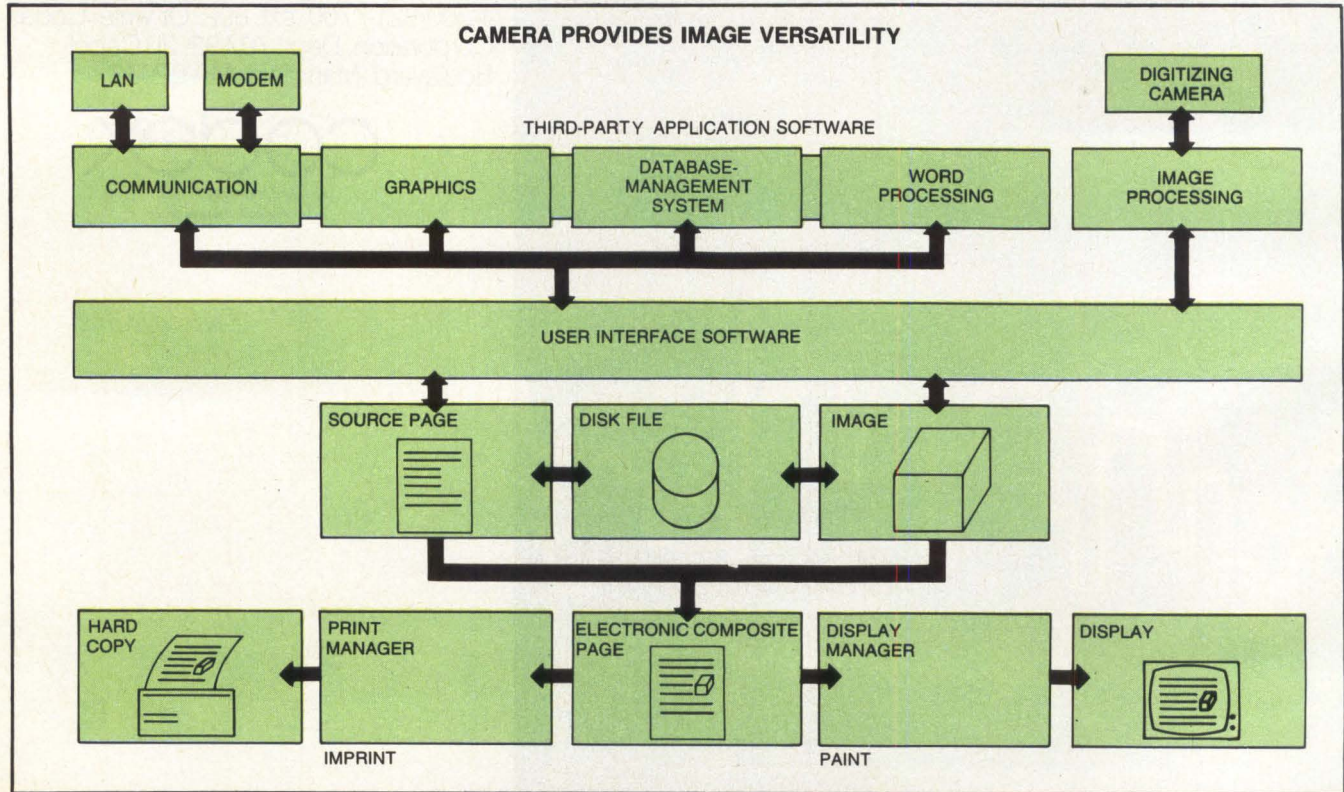 CAMERA PROVIDES IMAGE VERSATILITY
LAN
MODEM
DIGITIZING
CAMERA
THIRD-PARTY APPLICATION SOFTWARE
COMMUNICATION
GRAPHICS
DATABASE-
MANAGEMENT
SYSTEM
WORD
PROCESSING
IMAGE
PROCESSING
USER INTERFACE SOFTWARE
SOURCE PAGE
DISK FILE
IMAGE
HARD
COPY
PRINT
MANAGER
ELECTRONIC COMPOSITE
PAGE
DISPLAY
MANAGER
DISPLAY
IMPRINT
PAINT